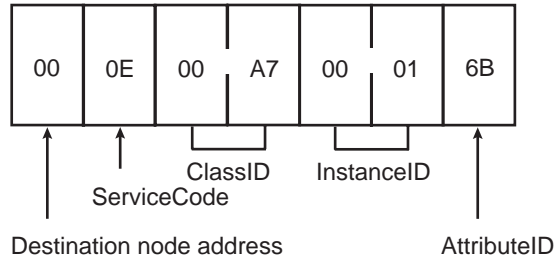 00 0E 00 A7 00 01 6B
ClassID InstanceID
ServiceCode
Destination node address AttributeID